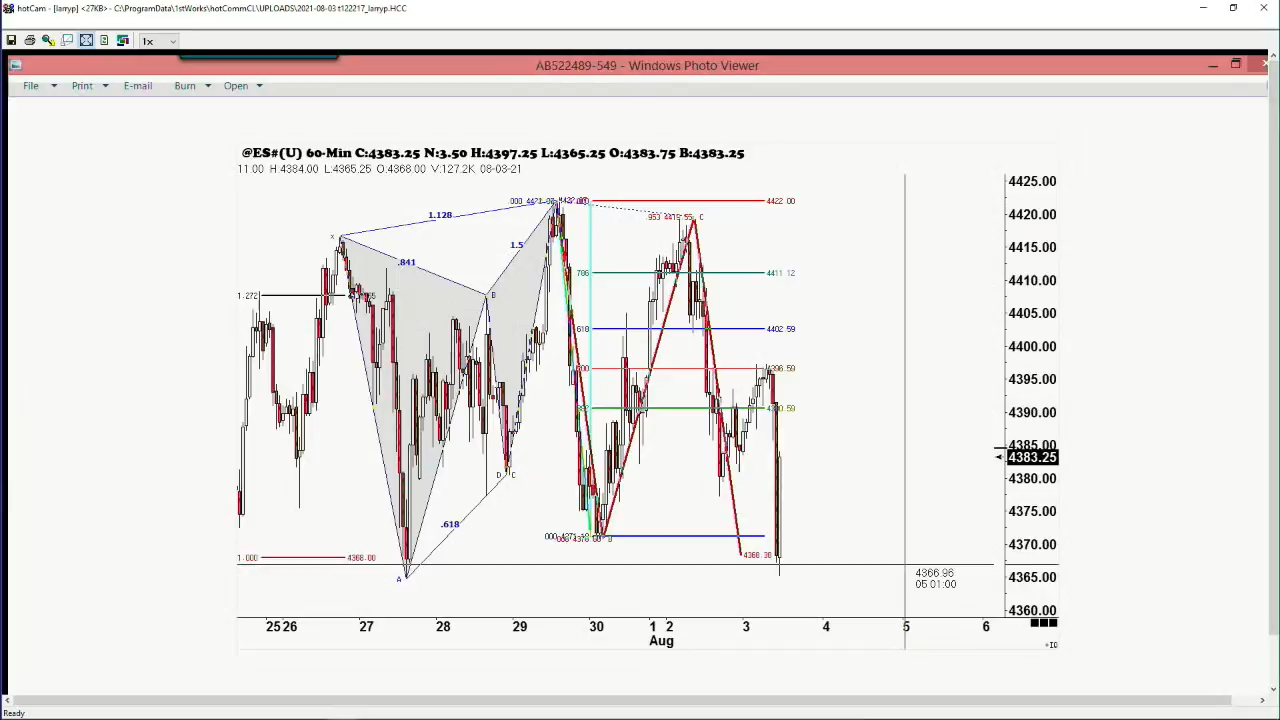 hotCam - [larryp] <27KB> - C:\ProgramData\1stWorks\hotCommCL\UPLOADS\2021-08-03 t122217_larryp.HCC
1x
AB522489-549 - Windows Photo Viewer
File Print E-mail Burn Open
@ES#(U) 60-Min C:4383.25 N:3.50 H:4397.25 L:4365.25 O:4383.75 B:4383.25
11.00 H 4384.00 L:4365.25 O:4368.00 V:127.2K 08-03-21
4425.00
4422.00
1.128
4420.00
.953 4419.55 C
X
1.5
4415.00
.841
786 4411.12
4410.00
1.272
B
4405.00
618 4402.59
4400.00
4396.59
4395.00
4390.59
4390.00
4385.00
4383.25
4380.00
D C
4375.00
.618
4370.00
1.000 4368.00
4368.30
4366.96
05 01:00
4365.00
A
4360.00
25 26 27 28 29 30 1 2 3 4 5 6
Aug
Ready